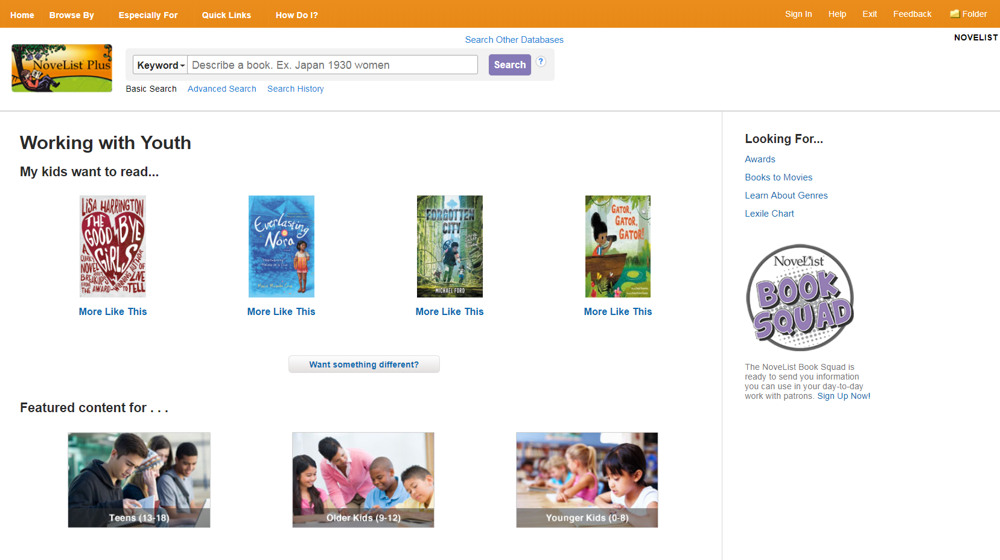 Home Browse By Especially For Quick Links How Do I? Sign In Help Exit Feedback Folder
Search Other Databases
NOVELIST
NoveList Plus
Keyword Describe a book. Ex. Japan 1930 women Search ?
Basic Search Advanced Search Search History
Working with Youth
My kids want to read...
LISA HARRINGTON
THE
GOOD-BYE
GIRLS
A
QUIRKY
NOVEL
ABOUT
BREAKUPS
FROM
THE AWARD-WINNING AUTHOR OF
LIVE
TO TELL
More Like This
Everlasting
Nora
"Heartwarming!"
More Like This
FORGOTTEN
CITY
MICHAEL FORD
More Like This
GATOR,
GATOR,
GATOR!
More Like This
Want something different?
Featured content for . . .
Teens (13-18)
Older Kids (9-12)
Younger Kids (0-8)
Looking For...
Awards
Books to Movies
Learn About Genres
Lexile Chart
NoveList
BOOK
SQUAD
The NoveList Book Squad is
ready to send you information
you can use in your day-to-day
work with patrons. Sign Up Now!